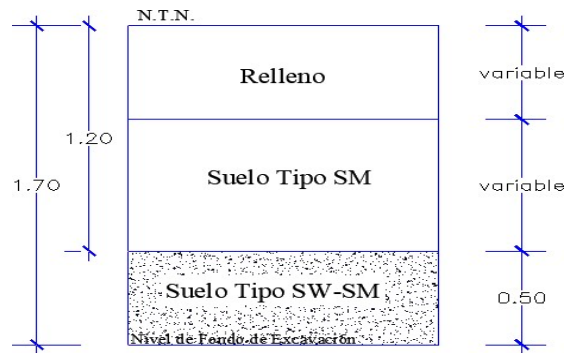 N.T.N.
Relleno
variable
1.20
Suelo Tipo SM
1.70
variable
Suelo Tipo SW-SM
0.50
Nivel de Fondo de Excavación